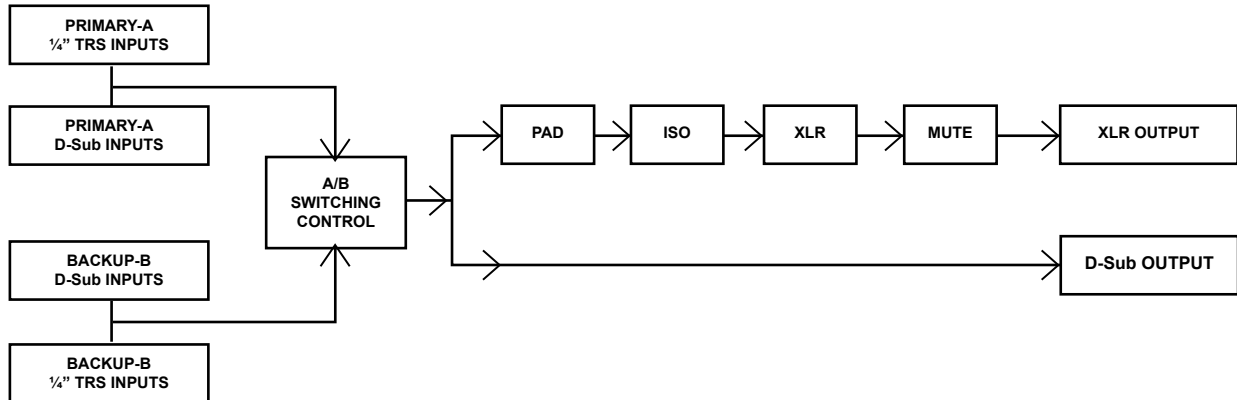 PRIMARY-A
¼” TRS INPUTS
PRIMARY-A
D-Sub INPUTS
A/B
SWITCHING
CONTROL
BACKUP-B
D-Sub INPUTS
BACKUP-B
¼” TRS INPUTS
PAD
ISO
XLR
MUTE
XLR OUTPUT
D-Sub OUTPUT